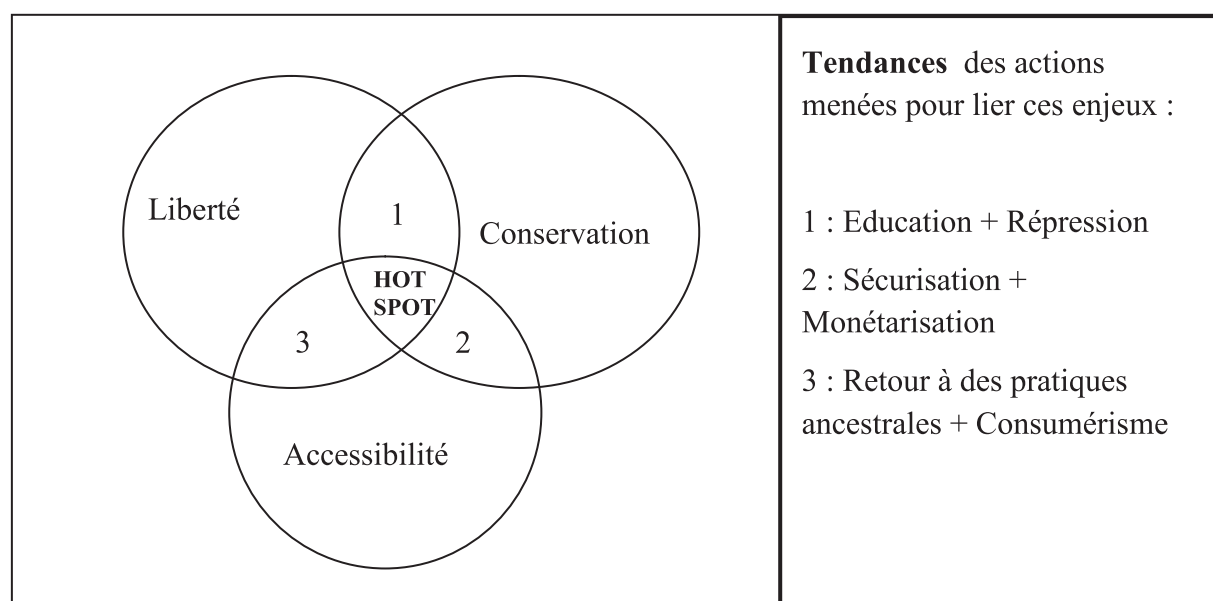 Liberté
1
Conservation
HOT
SPOT
3
2
Accessibilité
Tendances des actions
menées pour lier ces enjeux :
1 : Education + Répression
2 : Sécurisation +
Monétarisation
3 : Retour à des pratiques
ancestrales + Consumérisme